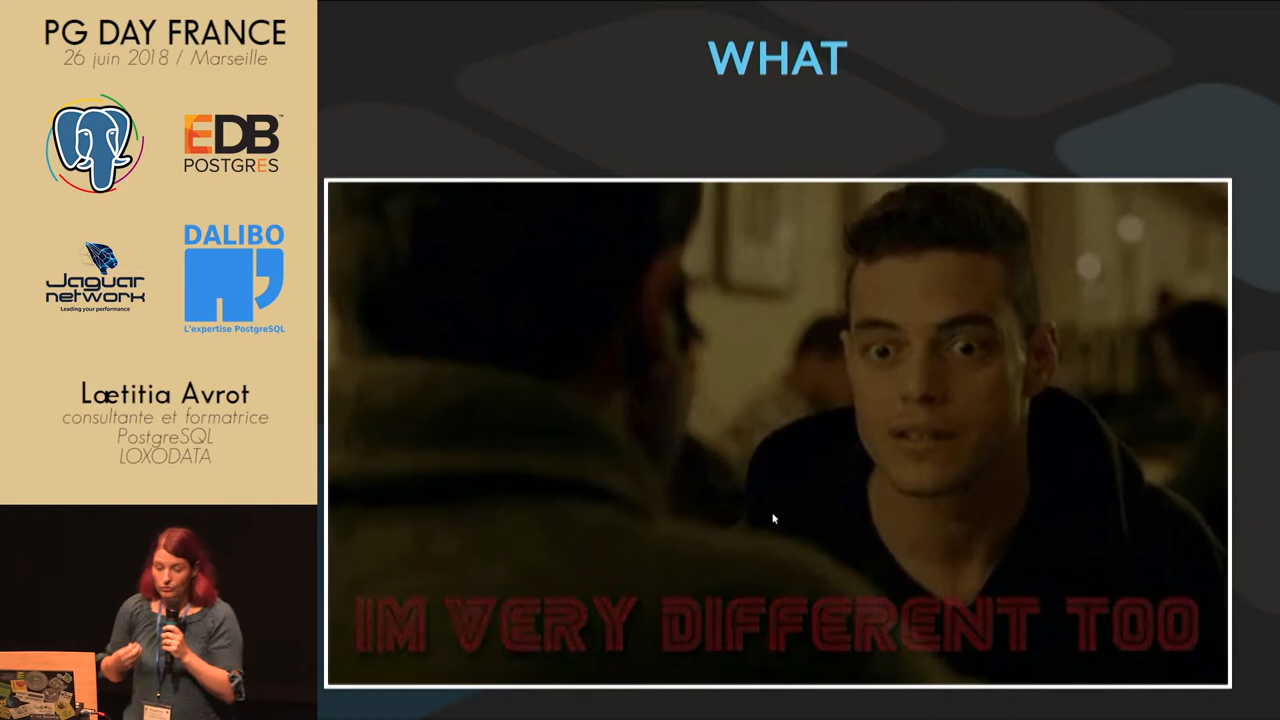 PG DAY FRANCE
26 juin 2018 / Marseille
EDB™
POSTGRES
Jaguar
network
Leading your performance
DALIBO
L'expertise PostgreSQL
Lætitia Avrot
consultante et formatrice
PostgreSQL
LOXODATA
WHAT
IM VERY DIFFERENT TOO